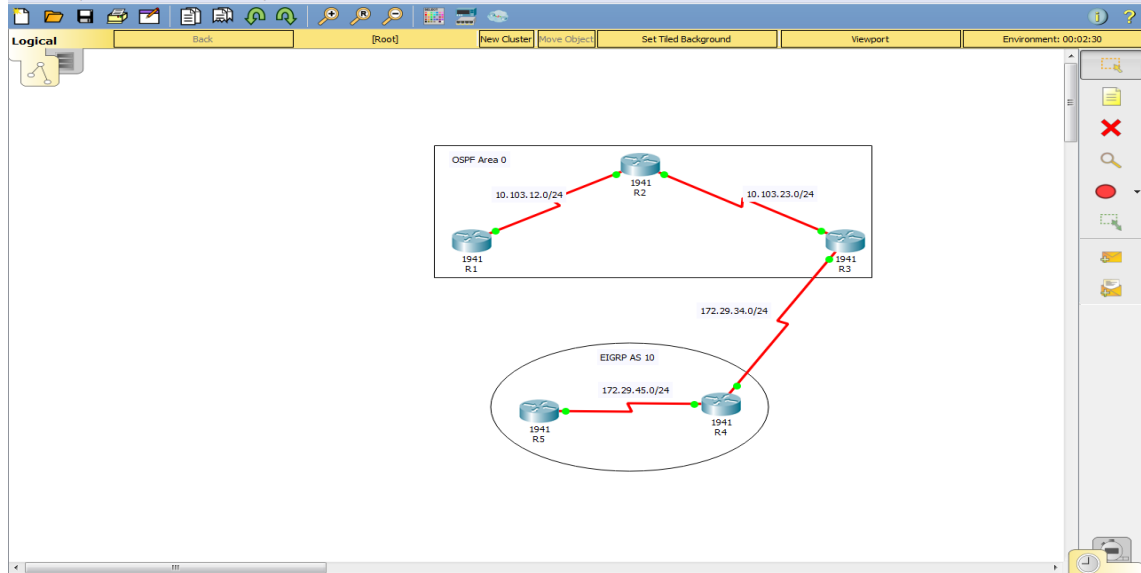 Logical
Back
[Root]
New Cluster
Move Object
Set Tiled Background
Viewport
Environment: 00:02:30
OSPF Area 0
1941
R2
10.103.12.0/24
10.103.23.0/24
1941
R1
1941
R3
172.29.34.0/24
EIGRP AS 10
172.29.45.0/24
1941
R5
1941
R4